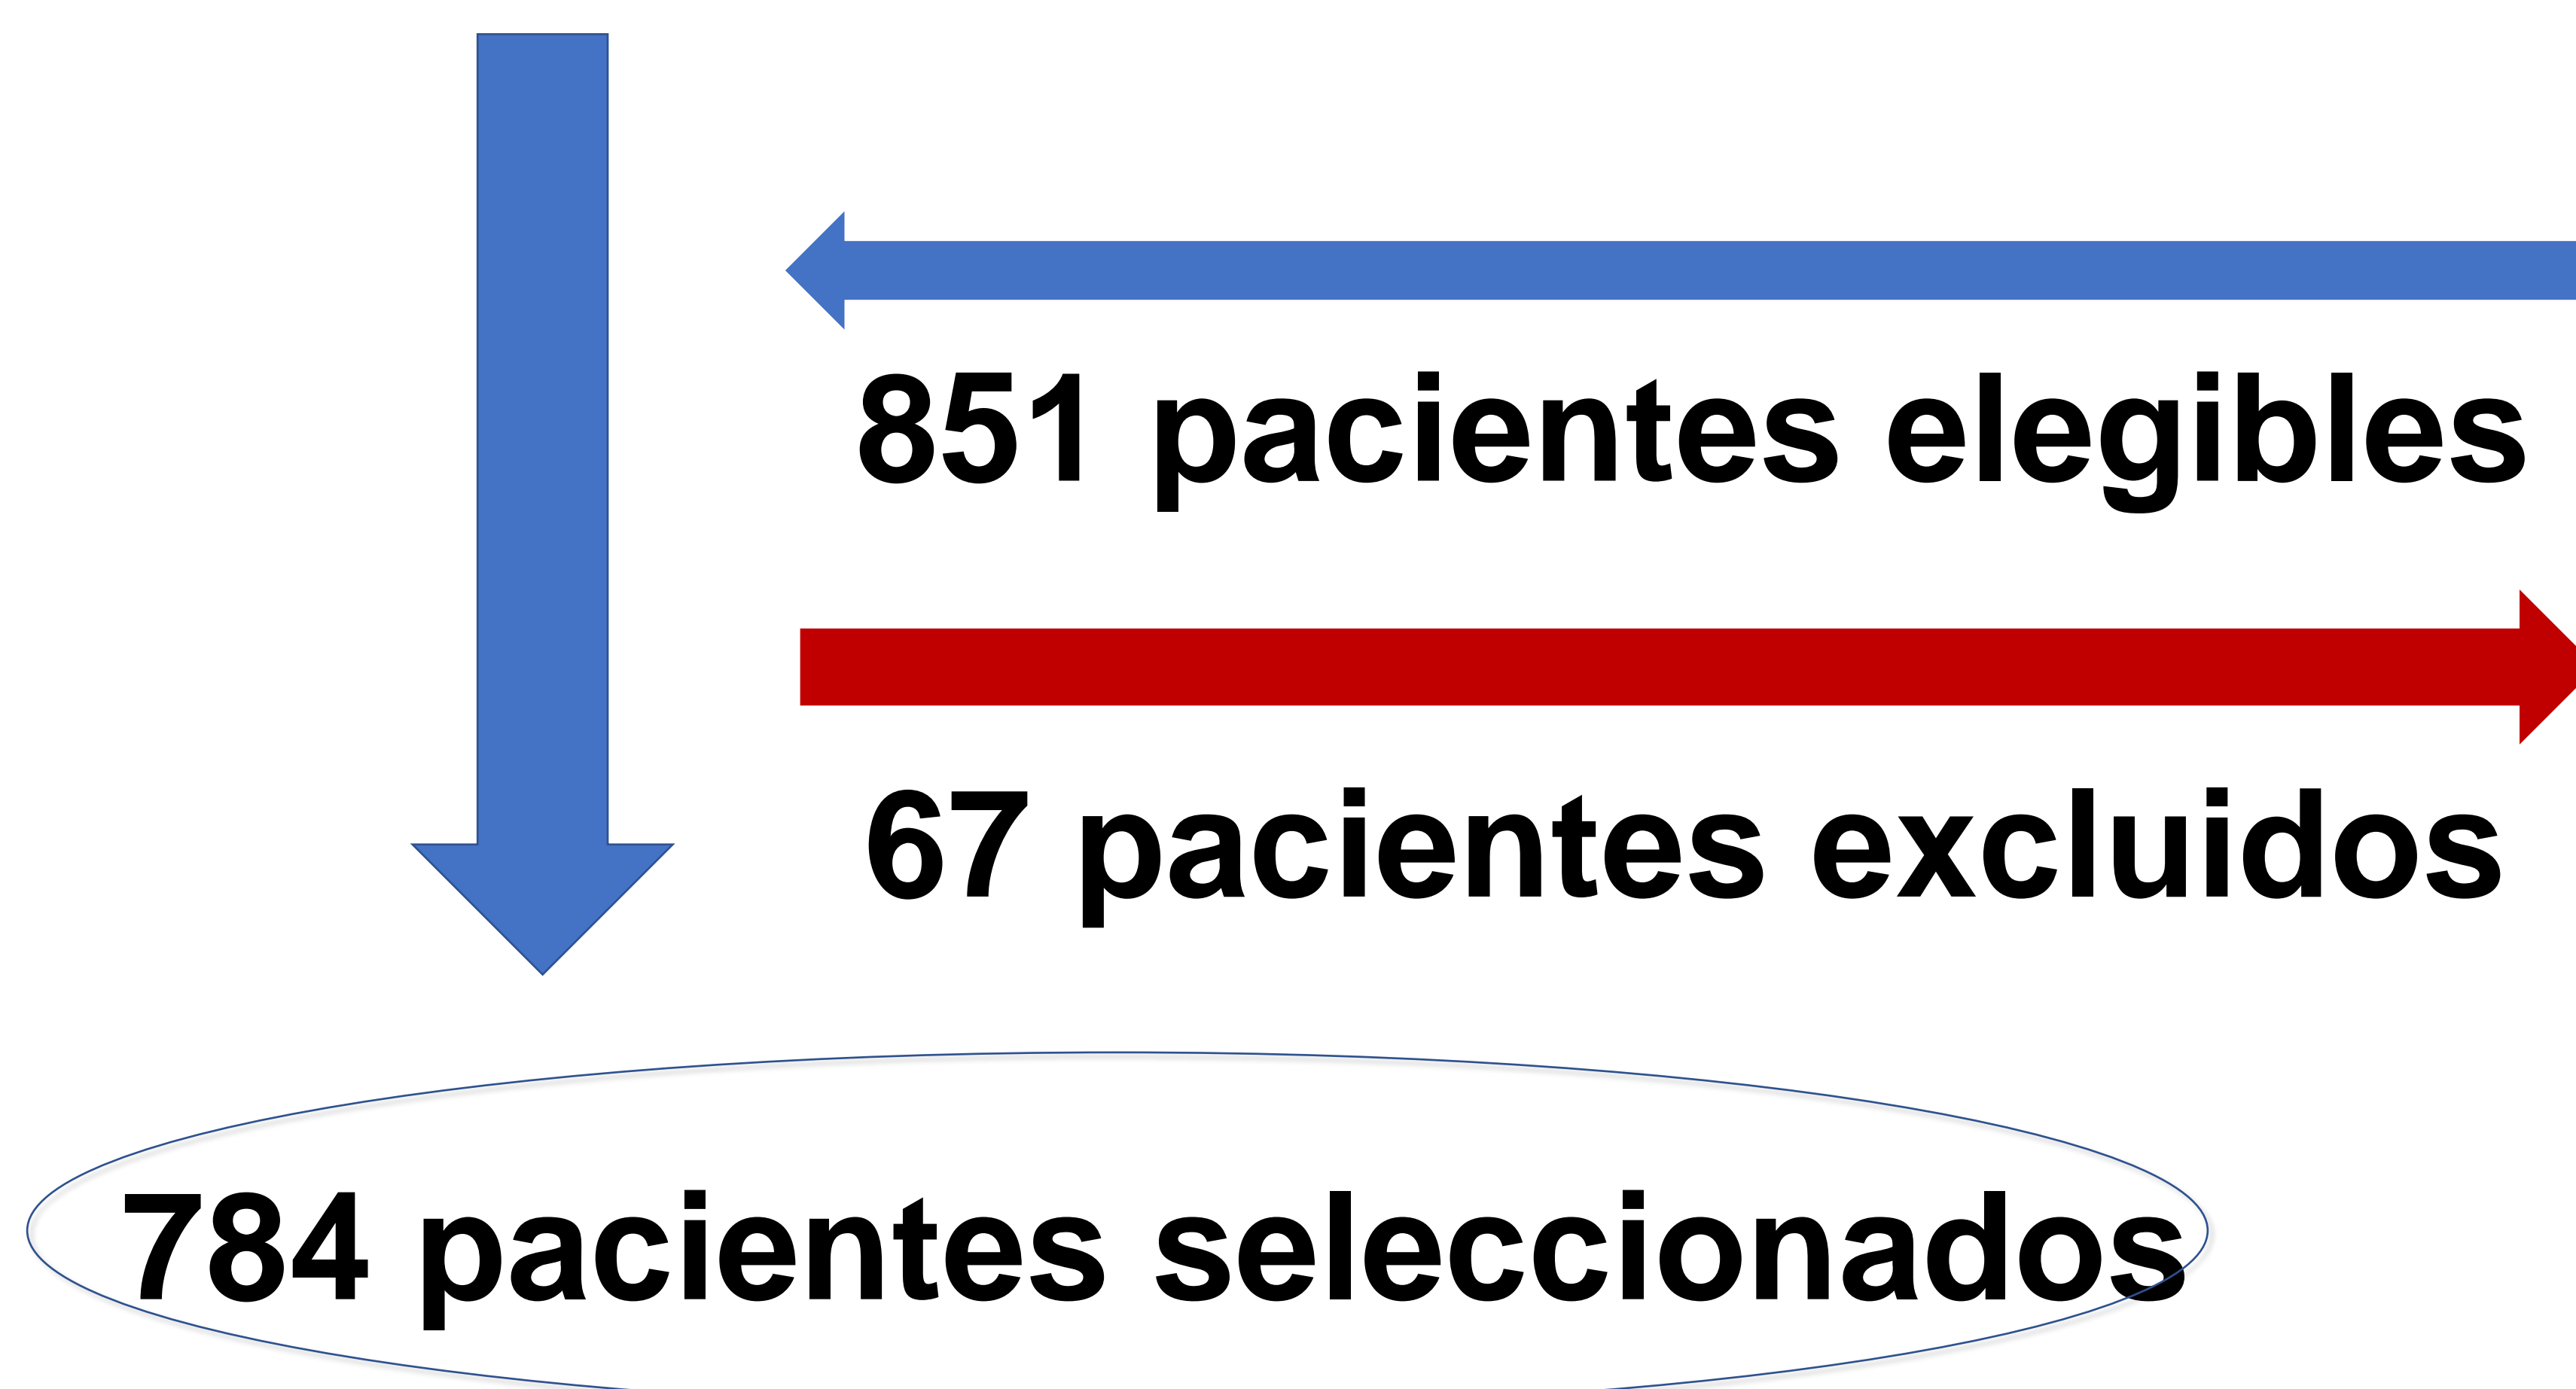 851 pacientes elegibles
67 pacientes excluidos
784 pacientes seleccionados